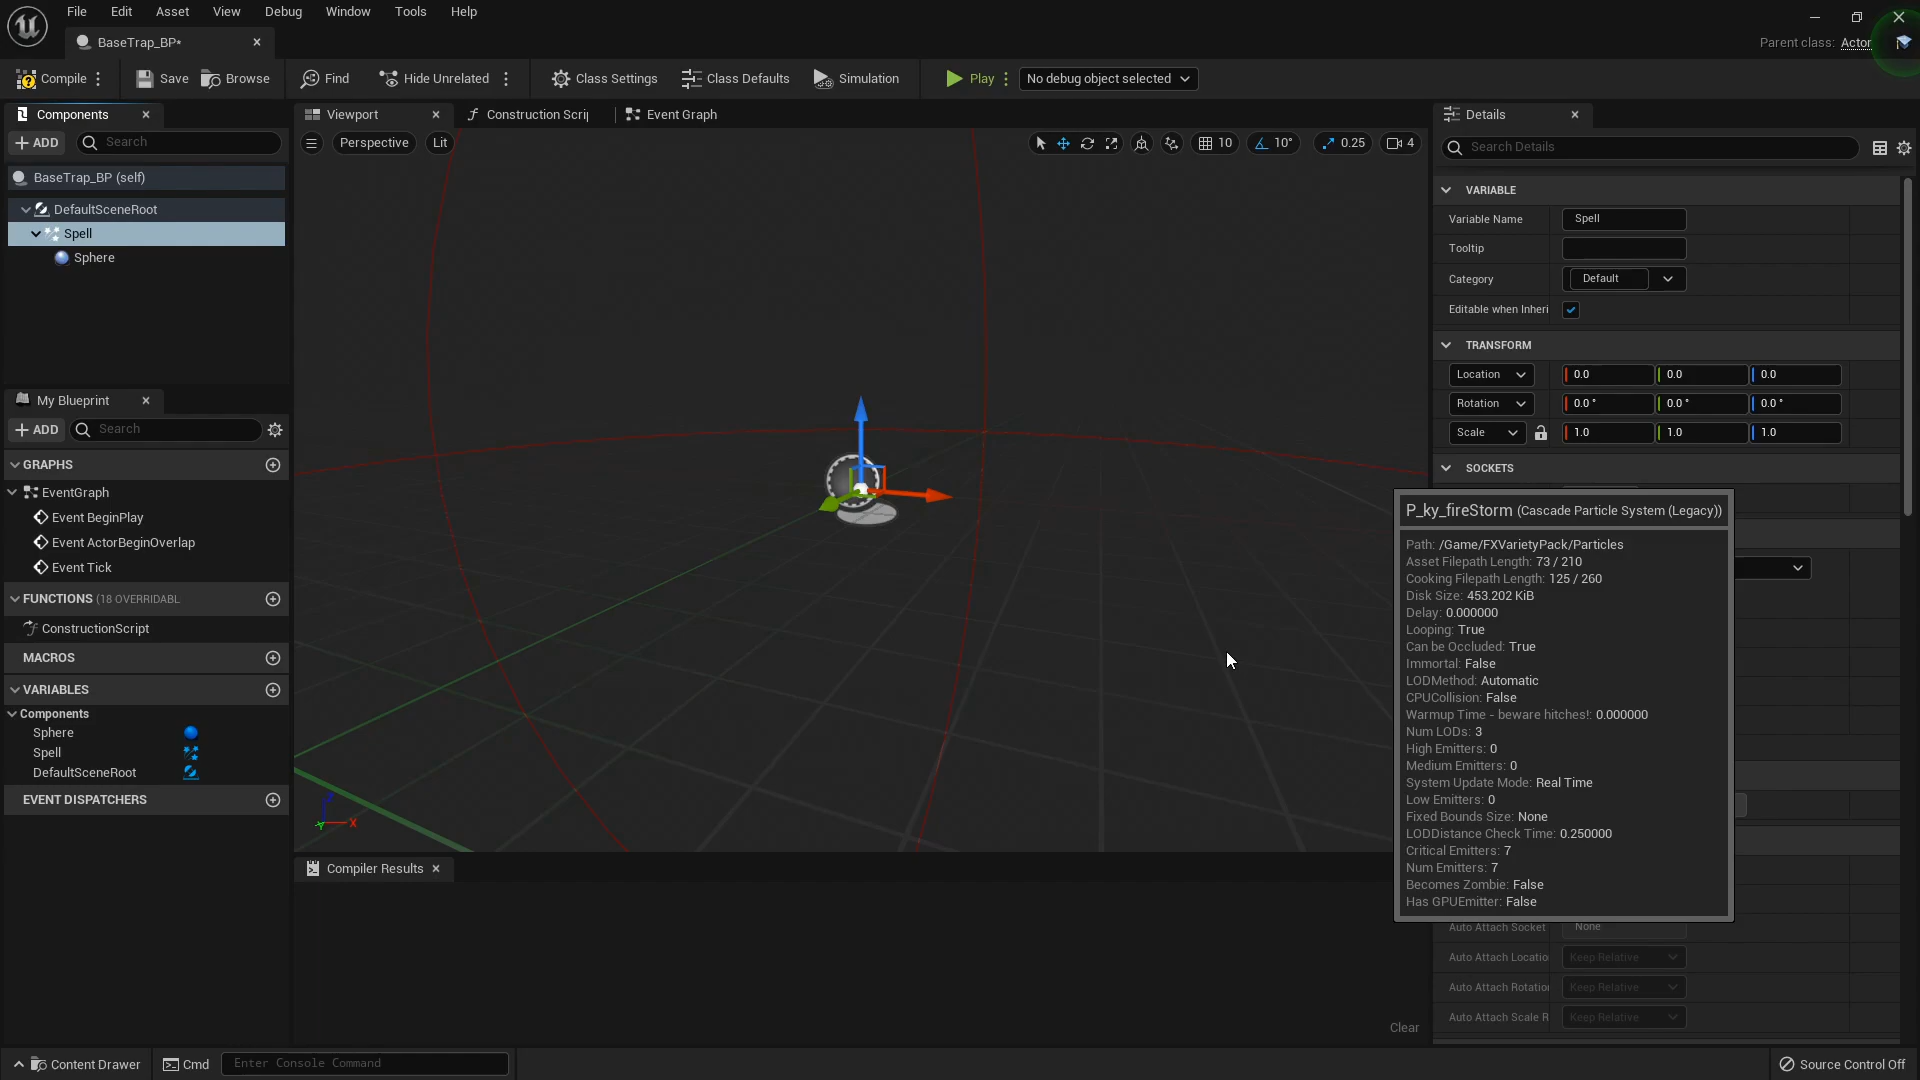 File Edit Asset View Debug Window Tools Help
BaseTrap_BP*
Parent class: Actor
Compile
Save
Browse
Find
Hide Unrelated
Class Settings
Class Defaults
Simulation
Play
No debug object selected
Components
ADD
Search
BaseTrap_BP (self)
DefaultSceneRoot
Spell
Sphere
My Blueprint
ADD
Search
GRAPHS
EventGraph
Event BeginPlay
Event ActorBeginOverlap
Event Tick
FUNCTIONS (18 OVERRIDABL
ConstructionScript
MACROS
VARIABLES
Components
Sphere
Spell
DefaultSceneRoot
EVENT DISPATCHERS
Viewport
Construction Scrip
Event Graph
Perspective
Lit
10
10°
0.25
4
X
Y
Compiler Results
Clear
Details
Search Details
VARIABLE
Variable Name Spell
Tooltip
Category Default
Editable when Inheri
TRANSFORM
Location 0.0 0.0 0.0
Rotation 0.0 ° 0.0 ° 0.0 °
Scale 1.0 1.0 1.0
SOCKETS
P_ky_fireStorm (Cascade Particle System (Legacy))
Path: /Game/FXVarietyPack/Particles
Asset Filepath Length: 73 / 210
Cooking Filepath Length: 125 / 260
Disk Size: 453.202 KiB
Delay: 0.000000
Looping: True
Can be Occluded: True
Immortal: False
LODMethod: Automatic
CPUCollision: False
Warmup Time - beware hitches!: 0.000000
Num LODs: 3
High Emitters: 0
Medium Emitters: 0
System Update Mode: Real Time
Low Emitters: 0
Fixed Bounds Size: None
LODDistance Check Time: 0.250000
Critical Emitters: 7
Num Emitters: 7
Becomes Zombie: False
Has GPUEmitter: False
Auto Attach Socket None
Auto Attach Locatio Keep Relative
Auto Attach Rotation Keep Relative
Auto Attach Scale R Keep Relative
Content Drawer
Cmd
Enter Console Command
Source Control Off